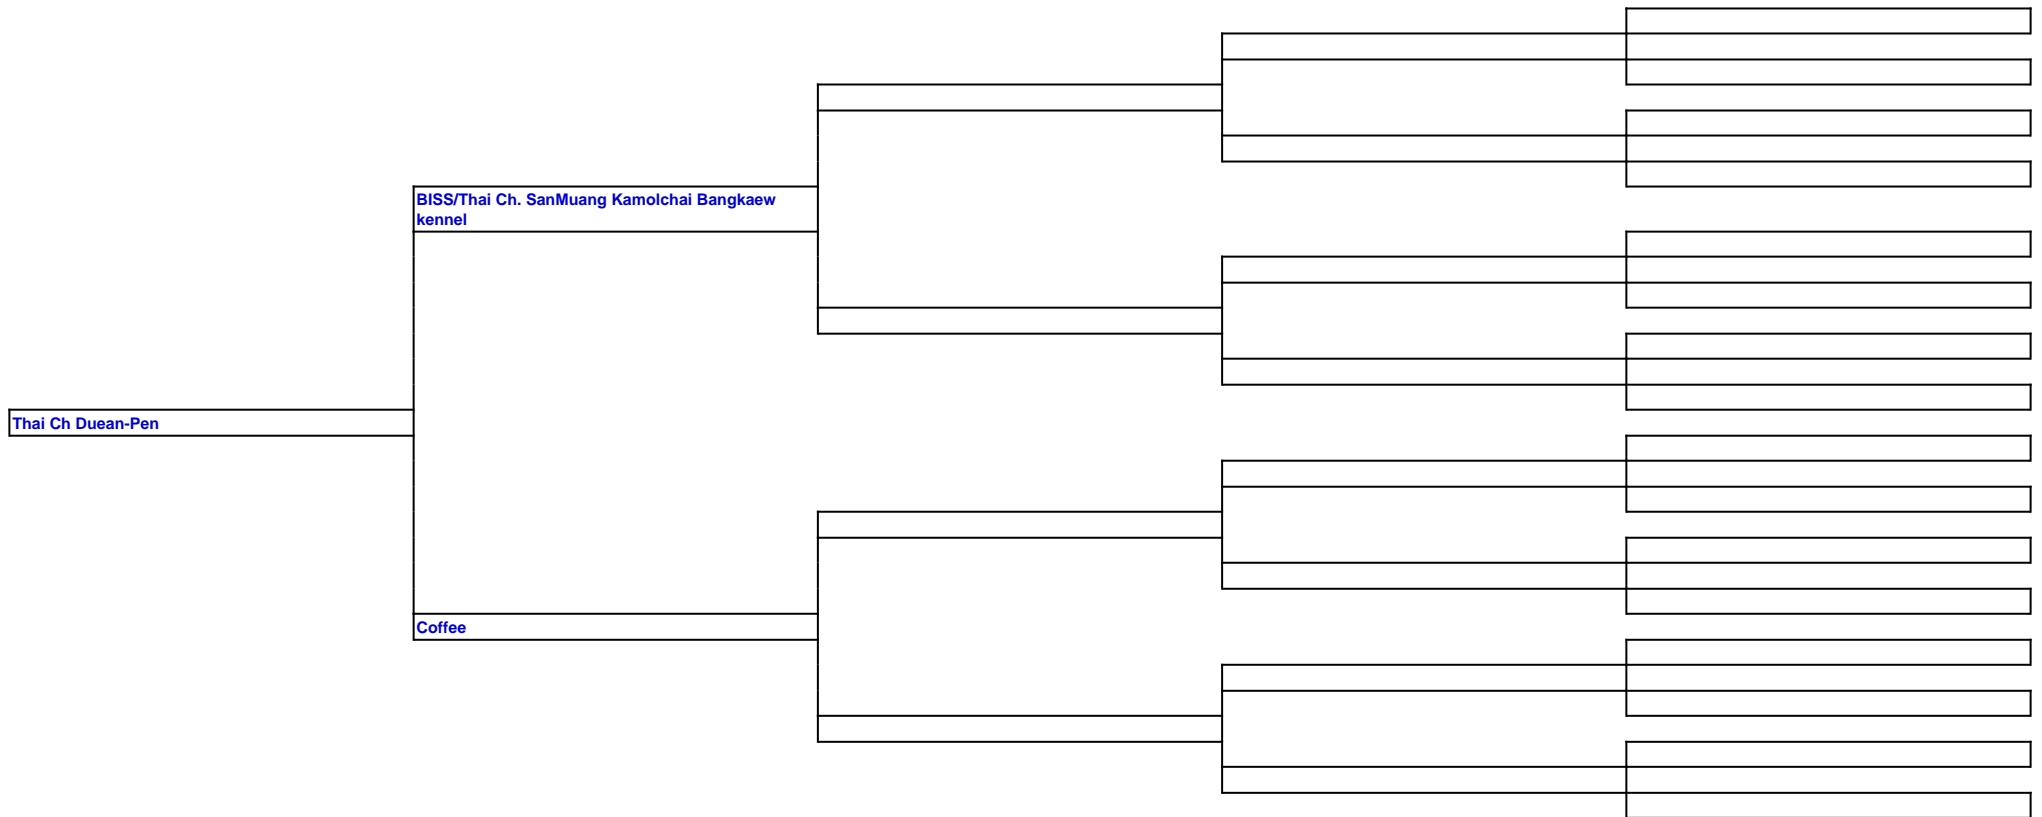 BISS/Thai Ch. SanMuang Kamolchai Bangkaew
kennel
Thai Ch Duean-Pen
Coffee